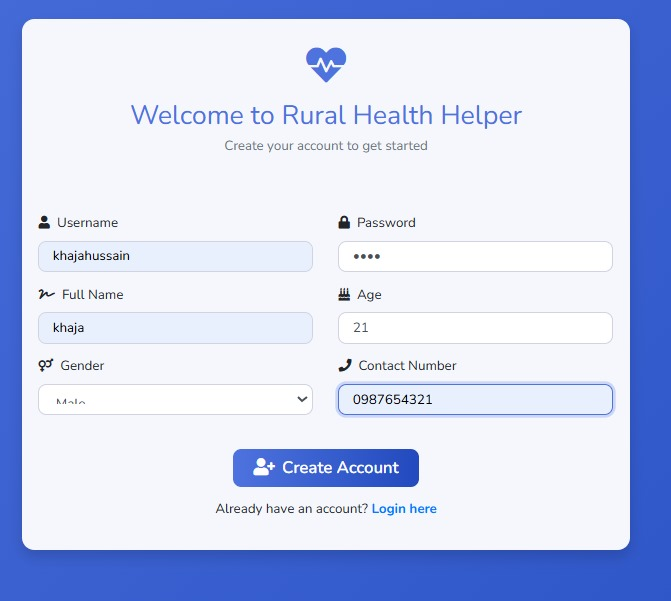 Welcome to Rural Health Helper
Create your account to get started
Username
Password
khajahussain
••••
Full Name
Age
khaja
21
Gender
Contact Number
Male
0987654321
Create Account
Already have an account? Login here